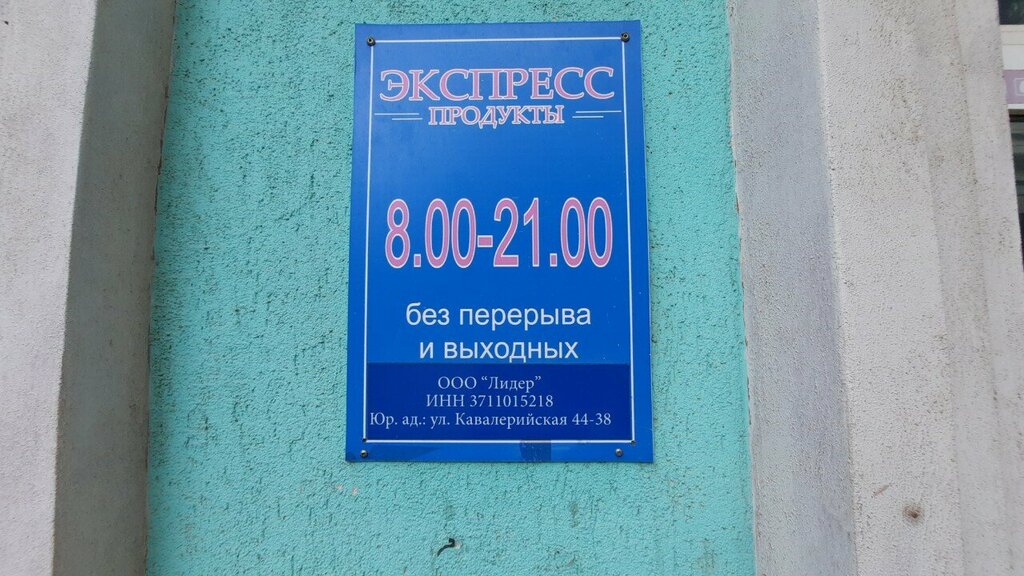 ЭКСПРЕСС
ПРОДУКТЫ
8.00-21.00
без перерыва
и выходных
ООО “Лидер”
ИНН 3711015218
Юр. ад.: ул. Кавалерийская 44-38